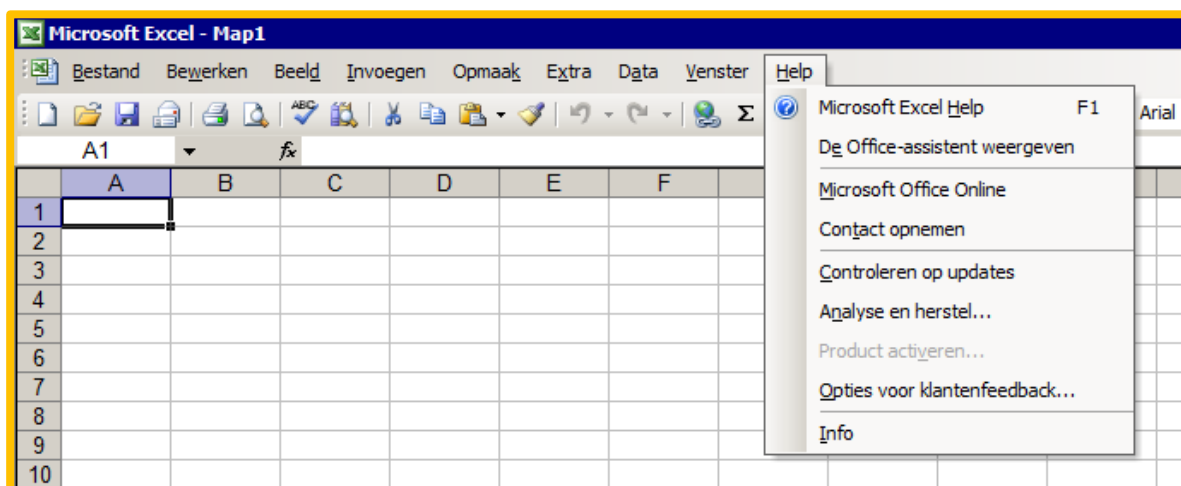 Microsoft Excel - Map1
Bestand Bewerken Beeld Invoegen Opmaak Extra Data Venster Help
ABC Σ Arial
A1 fx
A B C D E F
1
2
3
4
5
6
7
8
9
10
Microsoft Excel Help F1
De Office-assistent weergeven
Microsoft Office Online
Contact opnemen
Controleren op updates
Analyse en herstel...
Product activeren...
Opties voor klantenfeedback...
Info